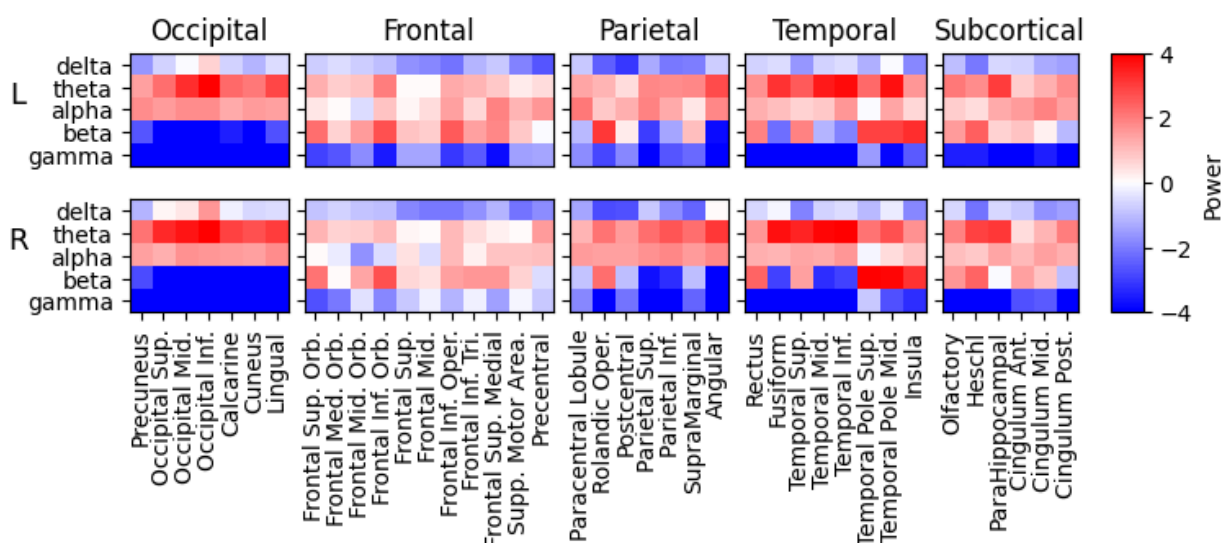 Occipital Frontal Parietal Temporal Subcortical
L
delta
theta
alpha
beta
gamma
R
delta
theta
alpha
beta
gamma
4
2
0
−2
−4
Power
Precuneus
Occipital Sup.
Occipital Mid.
Occipital Inf.
Calcarine
Cuneus
Lingual
Frontal Sup. Orb.
Frontal Med. Orb.
Frontal Mid. Orb.
Frontal Inf. Orb.
Frontal Sup.
Frontal Mid.
Frontal Inf. Oper.
Frontal Inf. Tri.
Frontal Sup. Medial
Supp. Motor Area.
Precentral
Paracentral Lobule
Rolandic Oper.
Postcentral
Parietal Sup.
Parietal Inf.
SupraMarginal
Angular
Rectus
Fusiform
Temporal Sup.
Temporal Mid.
Temporal Inf.
Temporal Pole Sup.
Temporal Pole Mid.
Insula
Olfactory
Heschl
ParaHippocampal
Cingulum Ant.
Cingulum Mid.
Cingulum Post.